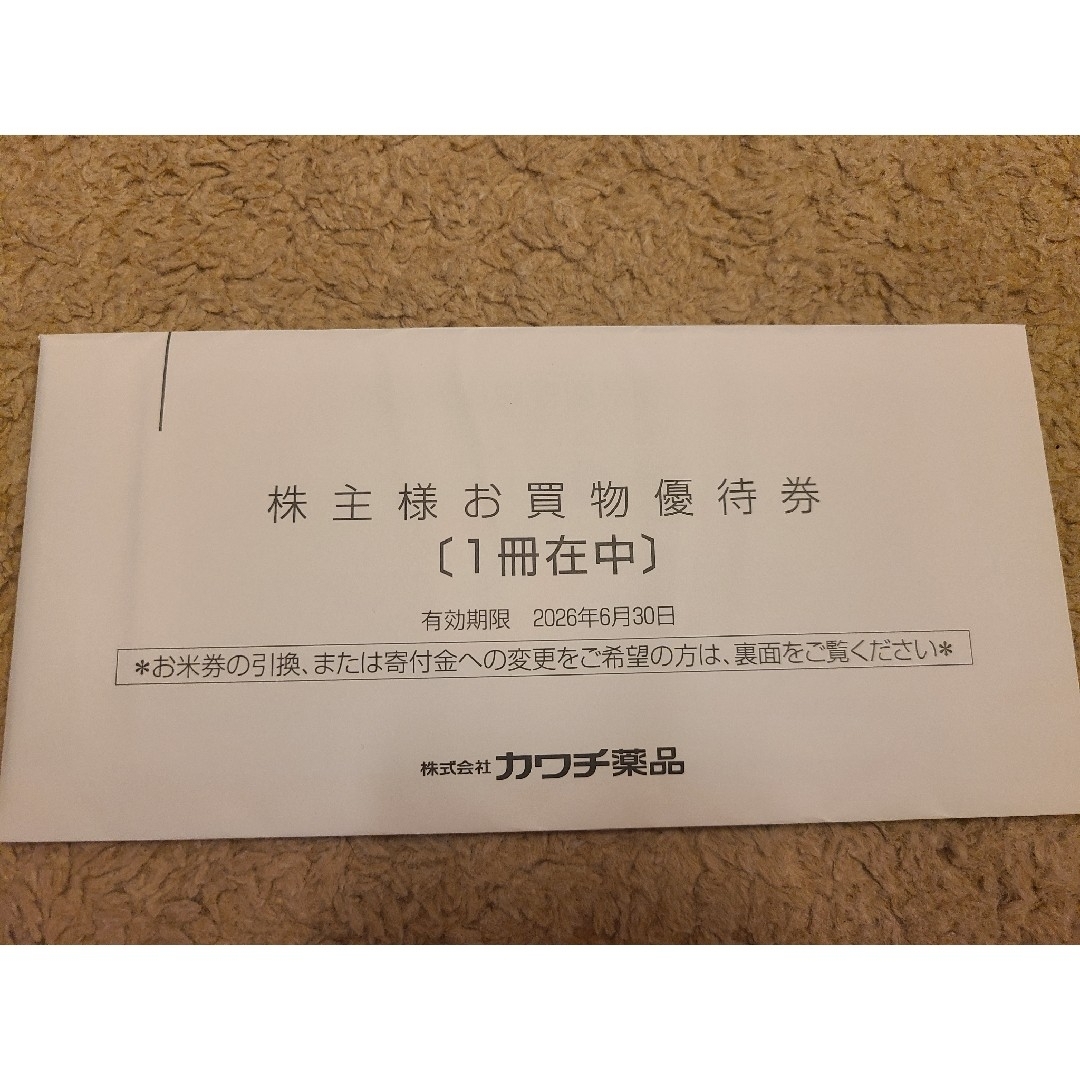 株主様お買物優待券
〔1冊在中〕
有効期限　2026年6月30日
＊お米券の引換、または寄付金への変更をご希望の方は、裏面をご覧ください＊
株式会社 カワチ薬品